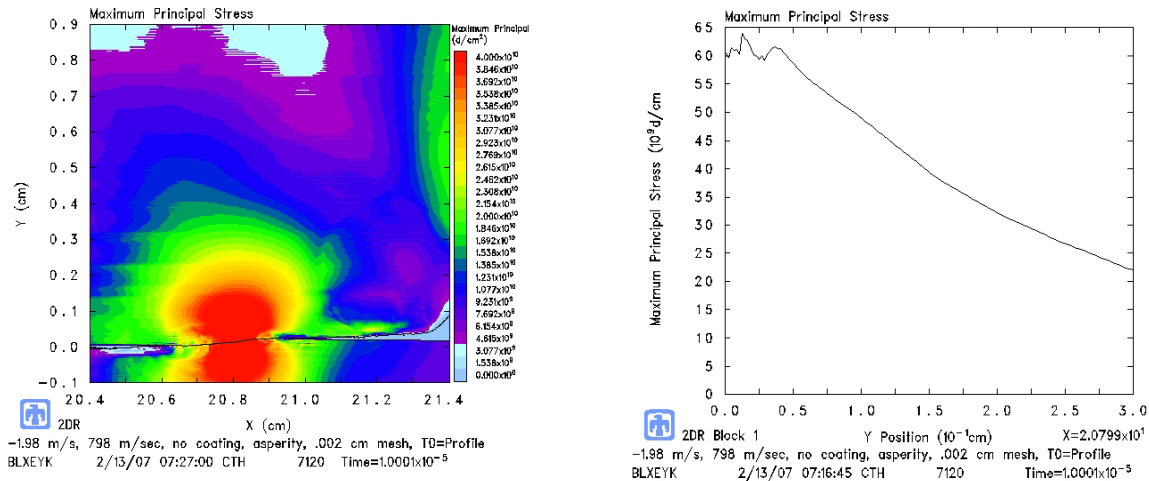 Maximum Principal Stress
Maximum Principal
(d/cm²)
4.000x10¹⁰
3.846x10¹⁰
3.692x10¹⁰
3.538x10¹⁰
3.385x10¹⁰
3.231x10¹⁰
3.077x10¹⁰
2.923x10¹⁰
2.769x10¹⁰
2.615x10¹⁰
2.462x10¹⁰
2.308x10¹⁰
2.154x10¹⁰
2.000x10¹⁰
1.846x10¹⁰
1.692x10¹⁰
1.538x10¹⁰
1.385x10¹⁰
1.231x10¹⁰
1.077x10¹⁰
9.231x10⁹
7.692x10⁹
6.154x10⁹
4.615x10⁹
3.077x10⁹
1.538x10⁹
0.000x10⁰
0.9
0.8
0.7
0.6
0.5
0.4
0.3
0.2
0.1
0.0
-0.1
Y (cm)
20.4 20.6 20.8 21.0 21.2 21.4
X (cm)
2DR
-1.98 m/s, 798 m/sec, no coating, asperity, .002 cm mesh, T0=Profile
BLXEYK 2/13/07 07:27:00 CTH 7120 Time=1.0001x10⁻⁵
Maximum Principal Stress
65
60
55
50
45
40
35
30
25
20
15
10
5
0
Maximum Principal Stress (10⁹d/cm)
0.0 0.5 1.0 1.5 2.0 2.5 3.0
2DR Block 1 Y Position (10⁻¹cm) X=2.0799x10¹
-1.98 m/s, 798 m/sec, no coating, asperity, .002 cm mesh, T0=Profile
BLXEYK 2/13/07 07:16:45 CTH 7120 Time=1.0001x10⁻⁵